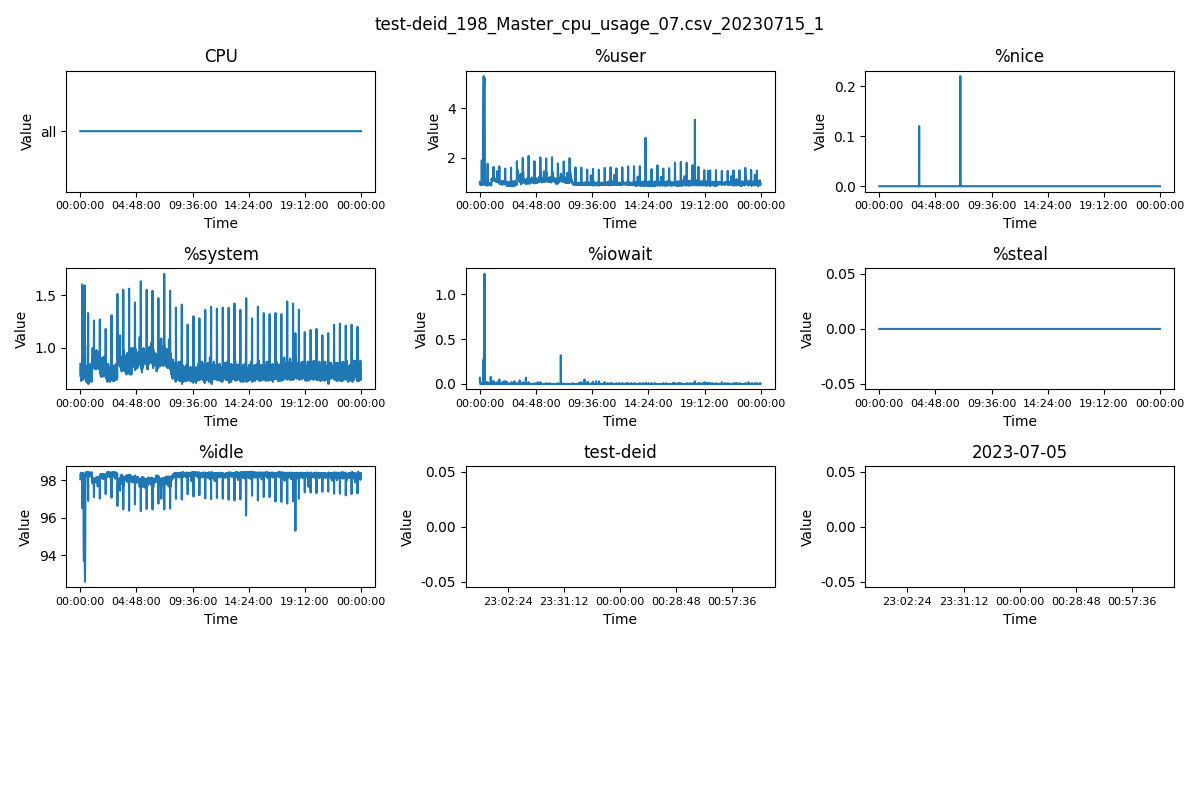 test-deid_198_Master_cpu_usage_07.csv_20230715_1
CPU
Value
all
00:00:00 04:48:00 09:36:00 14:24:00 19:12:00 00:00:00
Time
%user
Value
4
2
00:00:00 04:48:00 09:36:00 14:24:00 19:12:00 00:00:00
Time
%nice
Value
0.2
0.1
0.0
00:00:00 04:48:00 09:36:00 14:24:00 19:12:00 00:00:00
Time
%system
Value
1.5
1.0
00:00:00 04:48:00 09:36:00 14:24:00 19:12:00 00:00:00
Time
%iowait
Value
1.0
0.5
0.0
00:00:00 04:48:00 09:36:00 14:24:00 19:12:00 00:00:00
Time
%steal
Value
0.05
0.00
-0.05
00:00:00 04:48:00 09:36:00 14:24:00 19:12:00 00:00:00
Time
%idle
Value
98
96
94
00:00:00 04:48:00 09:36:00 14:24:00 19:12:00 00:00:00
Time
test-deid
Value
0.05
0.00
-0.05
23:02:24 23:31:12 00:00:00 00:28:48 00:57:36
Time
2023-07-05
Value
0.05
0.00
-0.05
23:02:24 23:31:12 00:00:00 00:28:48 00:57:36
Time